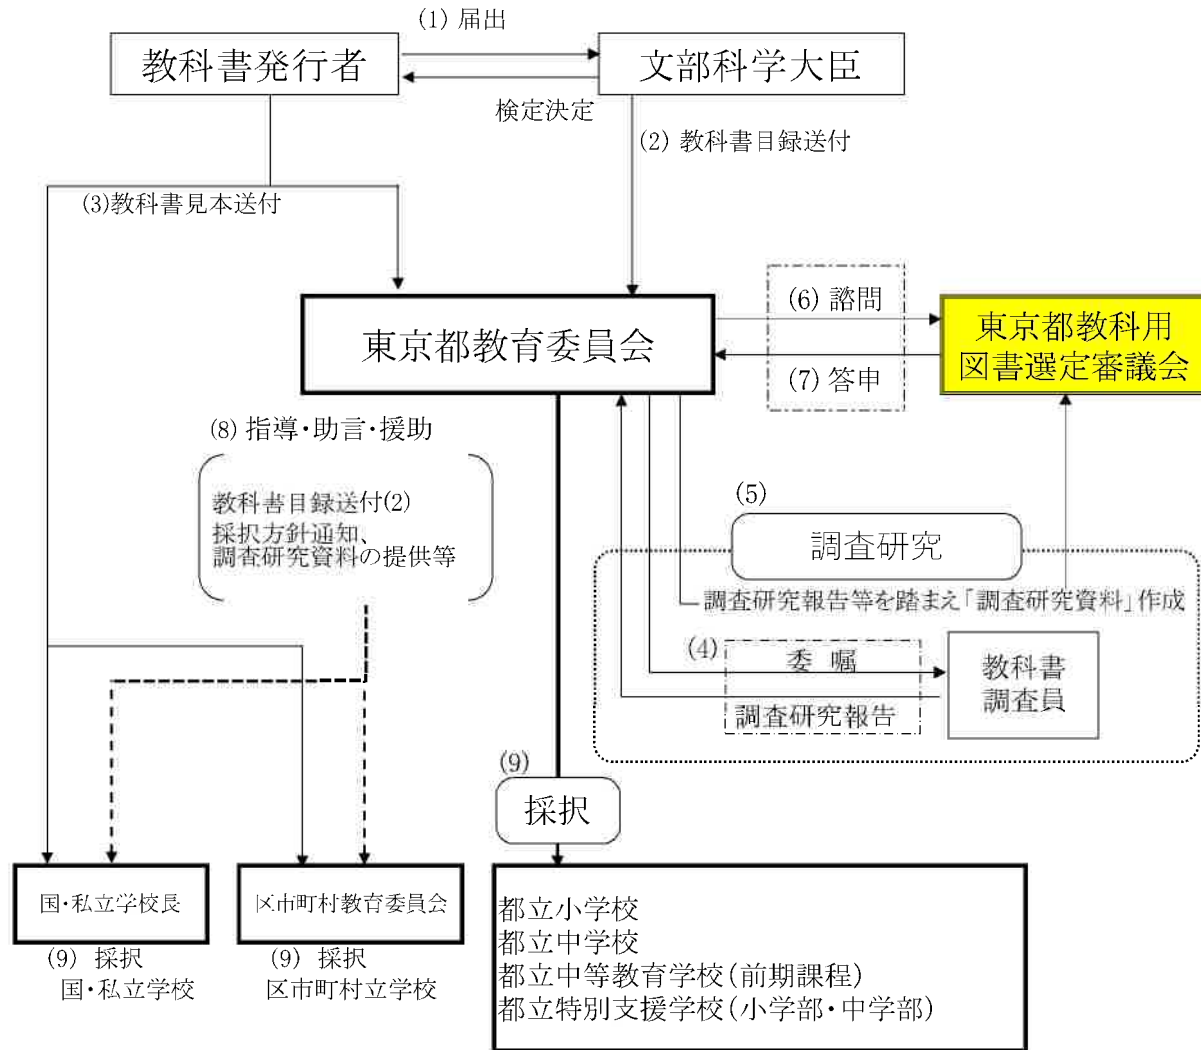 (1) 届出
教科書発行者
文部科学大臣
検定決定
(2) 教科書目録送付
(3)教科書見本送付
東京都教育委員会
(6) 諮問
(7) 答申
東京都教科用
図書選定審議会
(8) 指導・助言・援助
教科書目録送付(2)
採択方針通知、
調査研究資料の提供等
(5)
調査研究
調査研究報告等を踏まえ「調査研究資料」作成
(4)
委 嘱
調査研究報告
教科書
調査員
(9)
採択
国・私立学校長
(9) 採択
国・私立学校
区市町村教育委員会
(9) 採択
区市町村立学校
都立小学校
都立中学校
都立中等教育学校(前期課程)
都立特別支援学校(小学部・中学部)